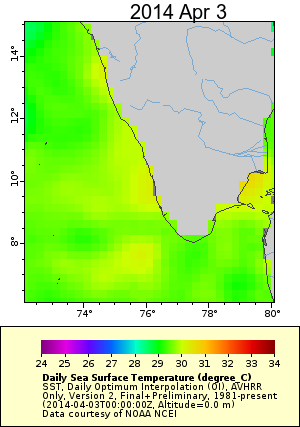 2014 Apr 3
14°
12°
10°
8°
74°
76°
78°
80°
24 25 26 27 28 29 30 31 32 33 34
Daily Sea Surface Temperature (degree_C)
SST, Daily Optimum Interpolation (OI), AVHRR
Only, Version 2, Final+Preliminary, 1981-present
(2014-04-03T00:00:00Z, Altitude=0.0 m)
Data courtesy of NOAA NCEI